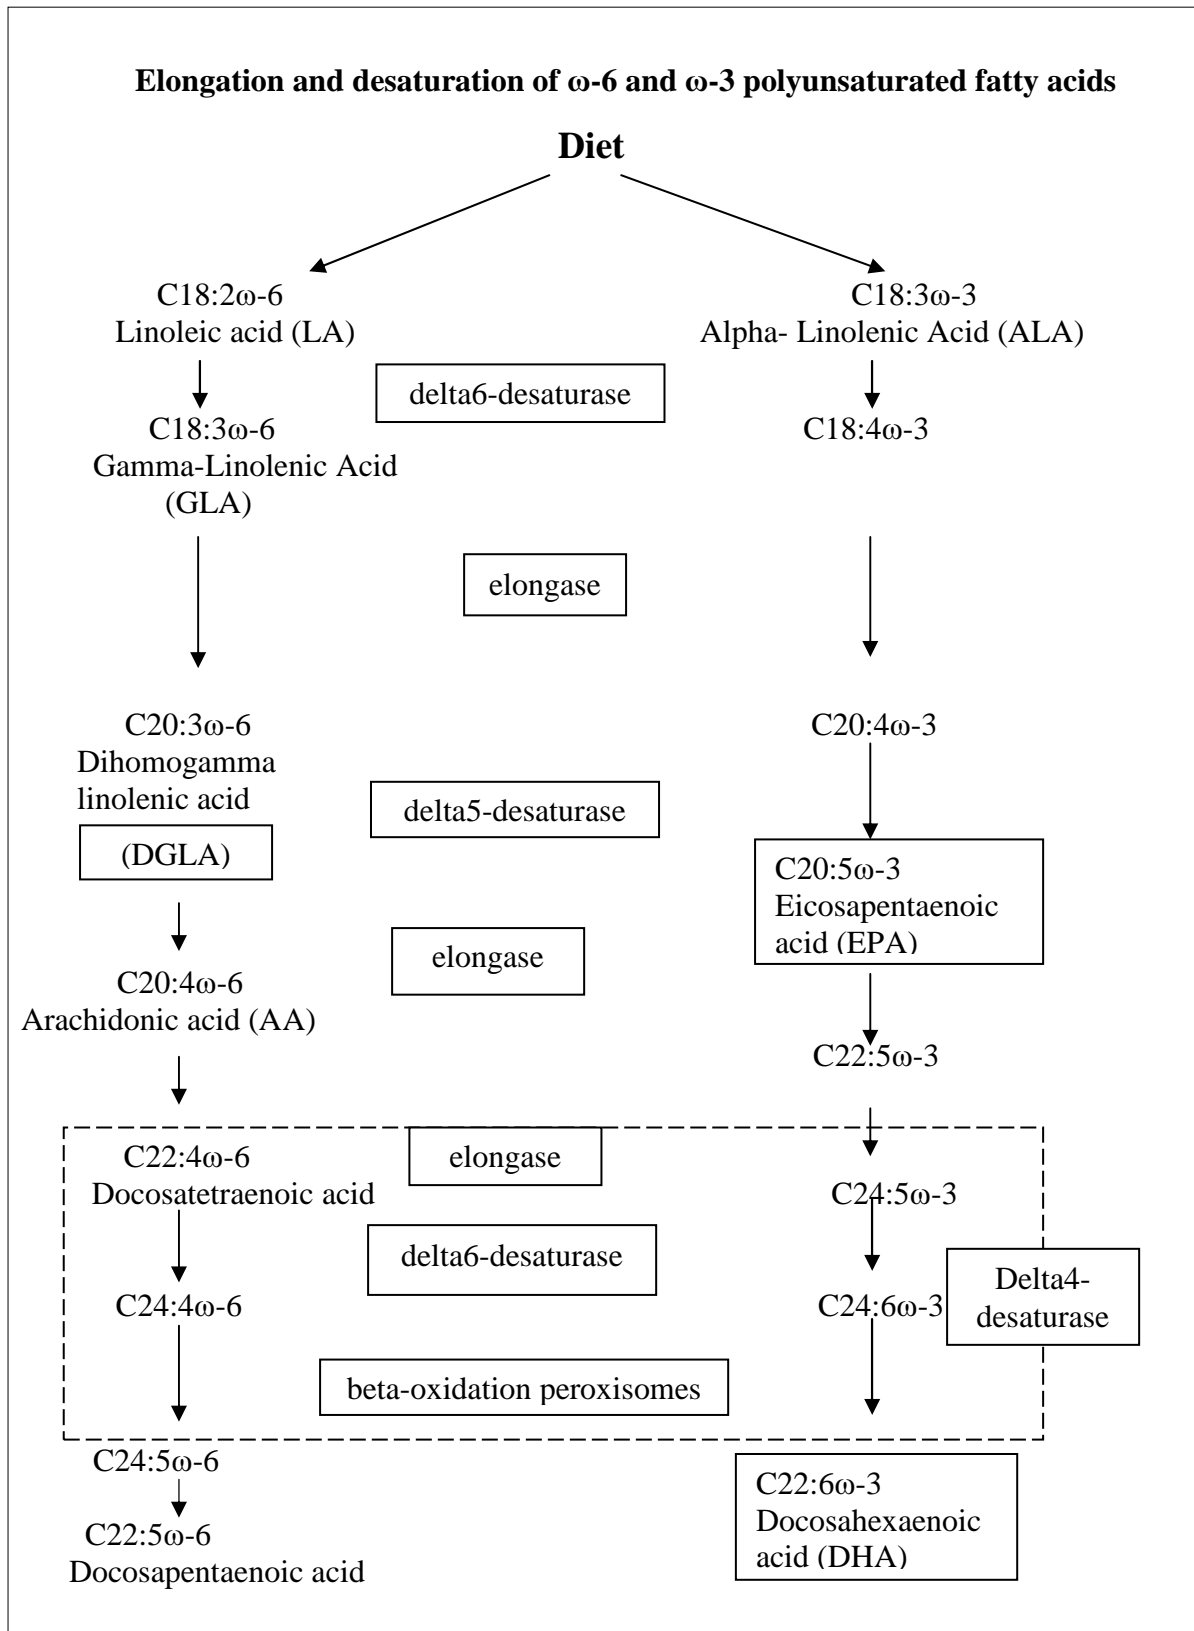 Elongation and desaturation of ω-6 and ω-3 polyunsaturated fatty acids
Diet
C18:2ω-6
Linoleic acid (LA)
C18:3ω-3
Alpha- Linolenic Acid (ALA)
delta6-desaturase
C18:3ω-6
Gamma-Linolenic Acid
(GLA)
C18:4ω-3
elongase
C20:3ω-6
Dihomogamma
linolenic acid
(DGLA)
C20:4ω-3
delta5-desaturase
C20:5ω-3
Eicosapentaenoic
acid (EPA)
elongase
C20:4ω-6
Arachidonic acid (AA)
C22:5ω-3
C22:4ω-6
Docosatetraenoic acid
elongase
C24:5ω-3
delta6-desaturase
Delta4-
desaturase
C24:4ω-6
C24:6ω-3
beta-oxidation peroxisomes
C24:5ω-6
C22:5ω-6
Docosapentaenoic acid
C22:6ω-3
Docosahexaenoic
acid (DHA)